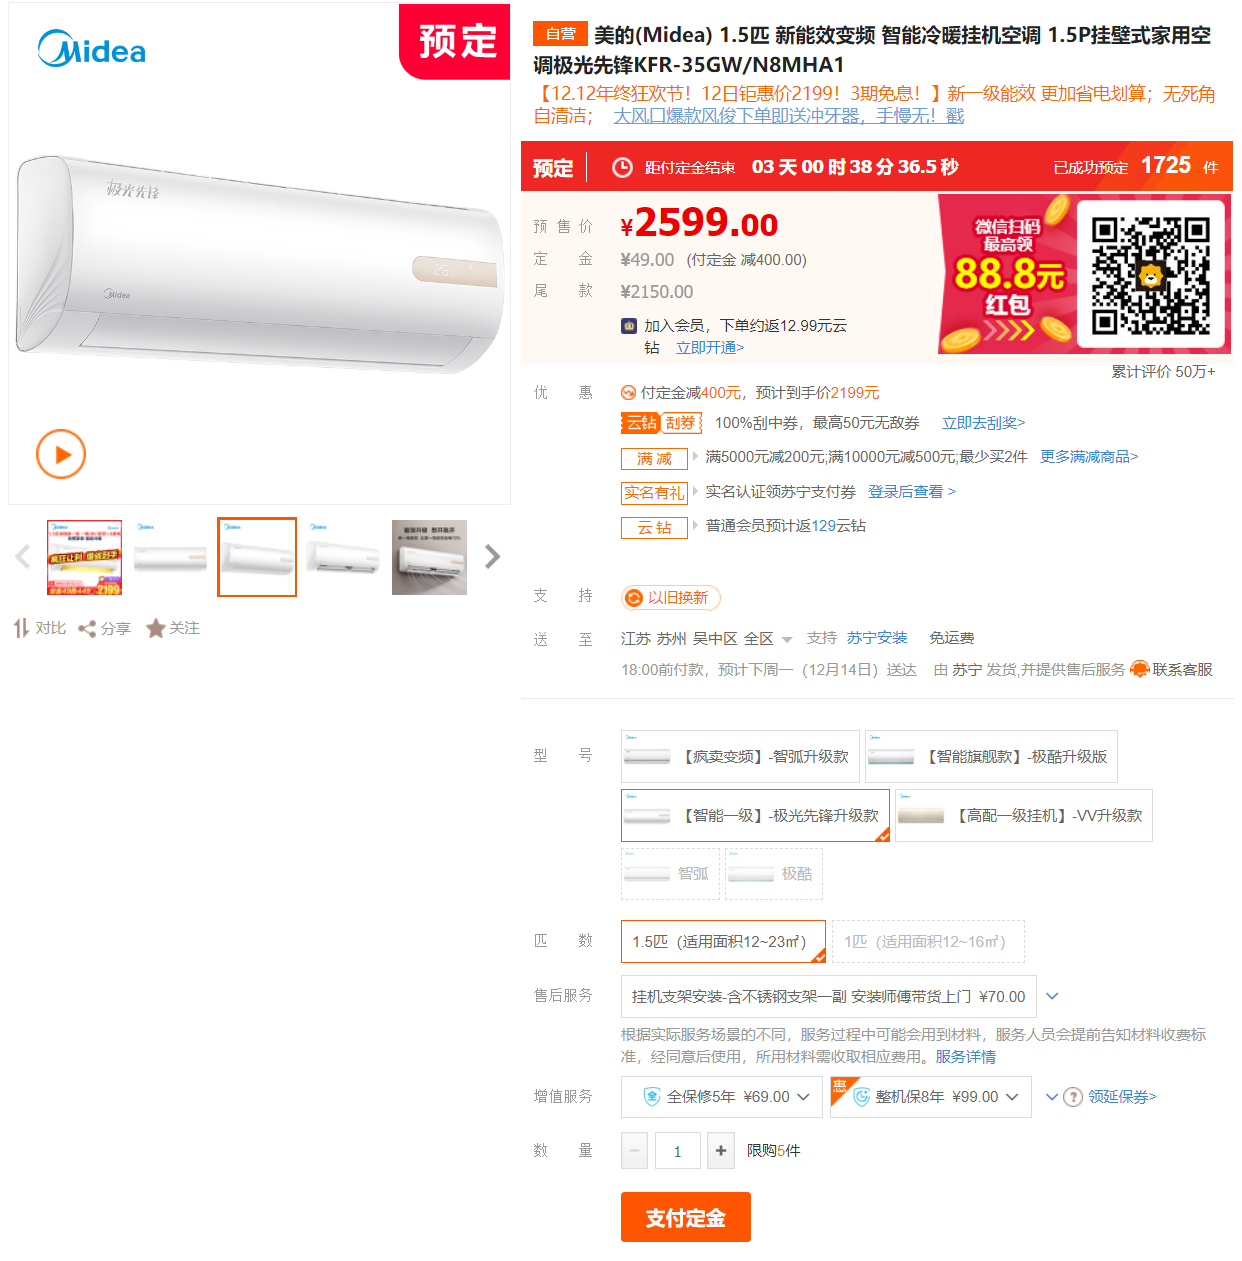 Midea
预定
极光先锋
26
Midea
自营 美的(Midea) 1.5匹 新能效变频 智能冷暖挂机空调 1.5P挂壁式家用空
调极光先锋KFR-35GW/N8MHA1
【12.12年终狂欢节！12日钜惠价2199！3期免息！】新一级能效 更加省电划算；无死角
自清洁； 大风口爆款风俊下单即送冲牙器，手慢无！戳
预定 距付定金结束 03 天 00 时 38 分 36.5 秒 已成功预定 1725 件
预售价 ¥2599.00
定金 ¥49.00 (付定金 减400.00)
尾款 ¥2150.00
加入会员，下单约返12.99元云
钻 立即开通>
微信扫码
最高领
88.8元
红包
累计评价 50万+
优惠 付定金减400元，预计到手价2199元
云钻 刮券 100%刮中券，最高50元无敌券 立即去刮奖>
满减 满5000元减200元;满10000元减500元;最少买2件 更多满减商品>
实名有礼 实名认证领苏宁支付券 登录后查看 >
云钻 普通会员预计返129云钻
对比 分享 关注
支持 以旧换新
送至 江苏 苏州 吴中区 全区 支持 苏宁安装 免运费
18:00前付款，预计下周一（12月14日）送达 由 苏宁 发货,并提供售后服务 联系客服
型号 【疯卖变频】-智弧升级款 【智能旗舰款】-极酷升级版
【智能一级】-极光先锋升级款 【高配一级挂机】-VV升级款
智弧 极酷
匹数 1.5匹（适用面积12~23㎡） 1匹（适用面积12~16㎡）
售后服务 挂机支架安装-含不锈钢支架一副 安装师傅带货上门 ¥70.00
根据实际服务场景的不同，服务过程中可能会用到材料，服务人员会提前告知材料收费标
准，经同意后使用，所用材料需收取相应费用。服务详情
增值服务 全保修5年 ¥69.00 惠 整机保8年 ¥99.00 ? 领延保券>
数量 − 1 + 限购5件
支付定金